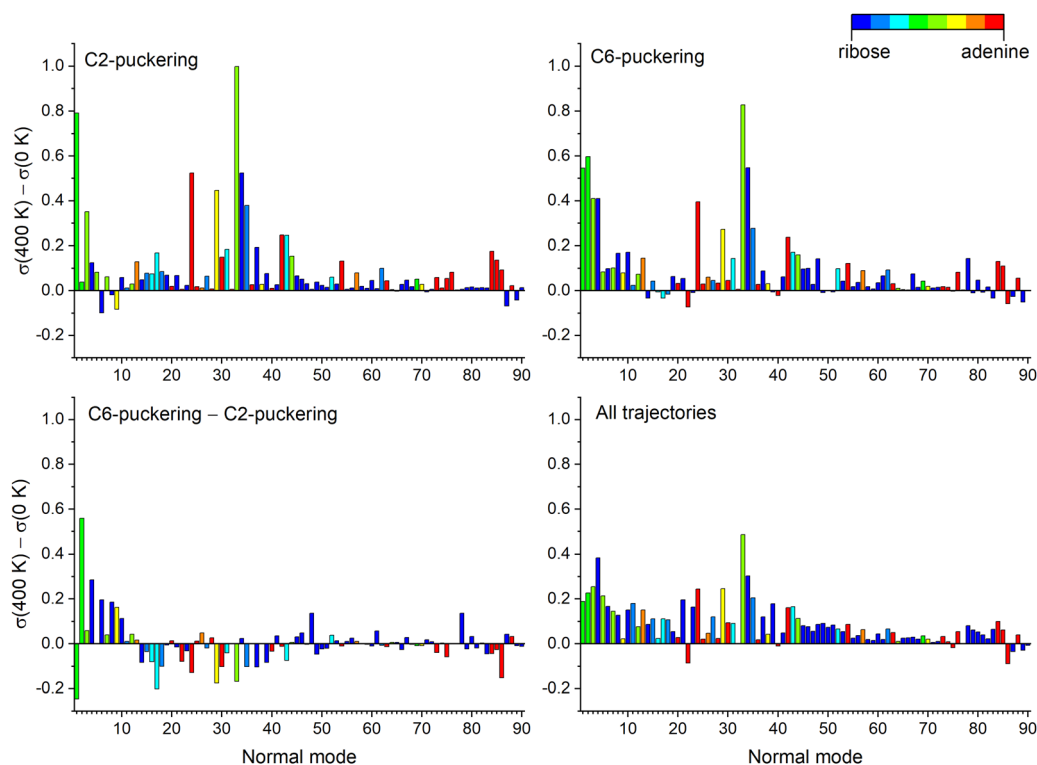 ribose adenine
C2-puckering
σ(400 K) − σ(0 K)
1.0
0.8
0.6
0.4
0.2
0.0
-0.2
10 20 30 40 50 60 70 80 90
C6-puckering
1.0
0.8
0.6
0.4
0.2
0.0
-0.2
10 20 30 40 50 60 70 80 90
C6-puckering − C2-puckering
σ(400 K) − σ(0 K)
1.0
0.8
0.6
0.4
0.2
0.0
-0.2
10 20 30 40 50 60 70 80 90
Normal mode
All trajectories
1.0
0.8
0.6
0.4
0.2
0.0
-0.2
10 20 30 40 50 60 70 80 90
Normal mode